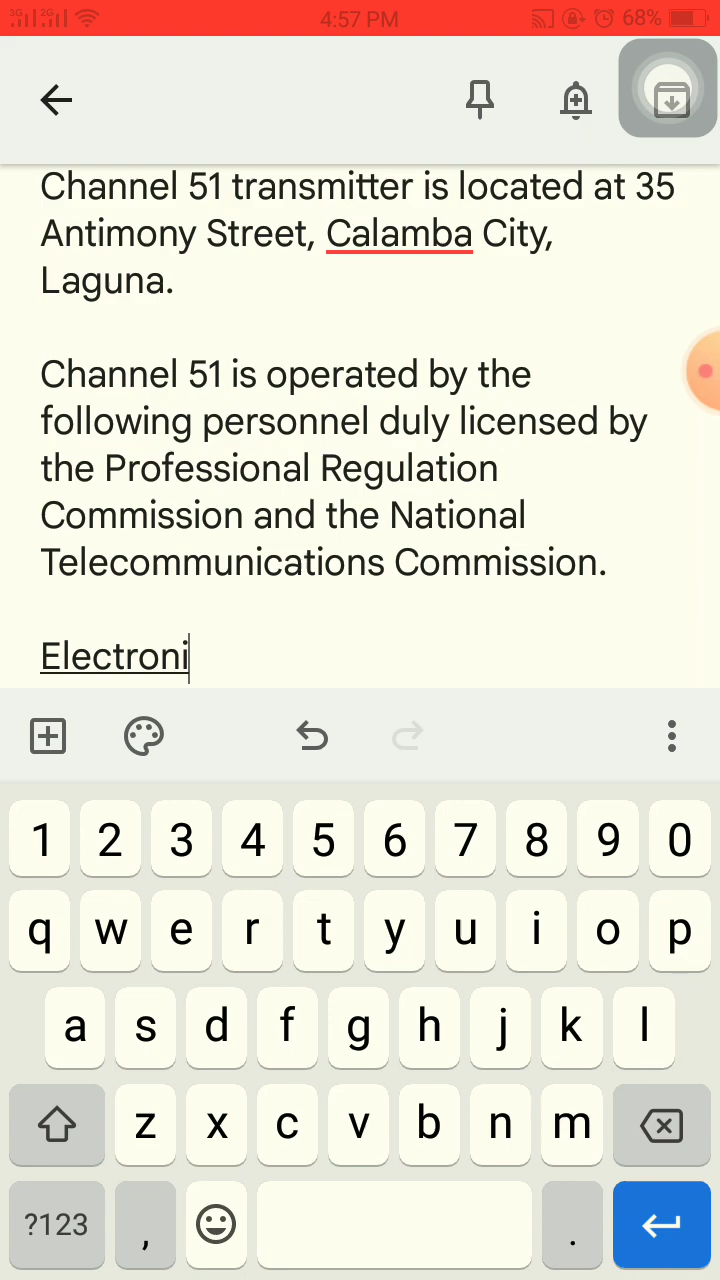 3G 2G 4:57 PM 68%
Channel 51 transmitter is located at 35
Antimony Street, Calamba City,
Laguna.
Channel 51 is operated by the
following personnel duly licensed by
the Professional Regulation
Commission and the National
Telecommunications Commission.
Electroni
1 2 3 4 5 6 7 8 9 0
q w e r t y u i o p
a s d f g h j k l
z x c v b n m
?123 , .